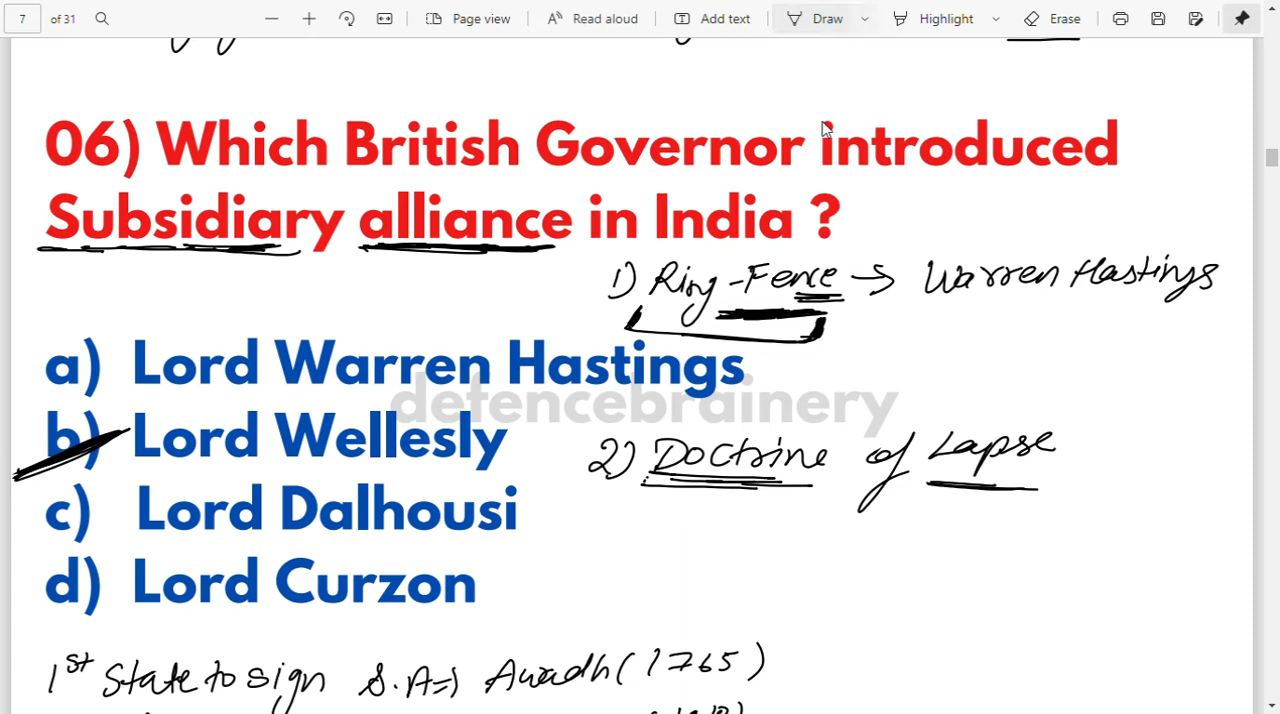 7 of 31 Page view Read aloud Add text Draw Highlight Erase
06) Which British Governor introduced
Subsidiary alliance in India ?
1) Ring-Fence → Warren Hastings
a) Lord Warren Hastings
defencebrainery
b) Lord Wellesly
2) Doctrine of Lapse
c) Lord Dalhousi
d) Lord Curzon
1st State to sign S.A⇒ Awadh (1765)